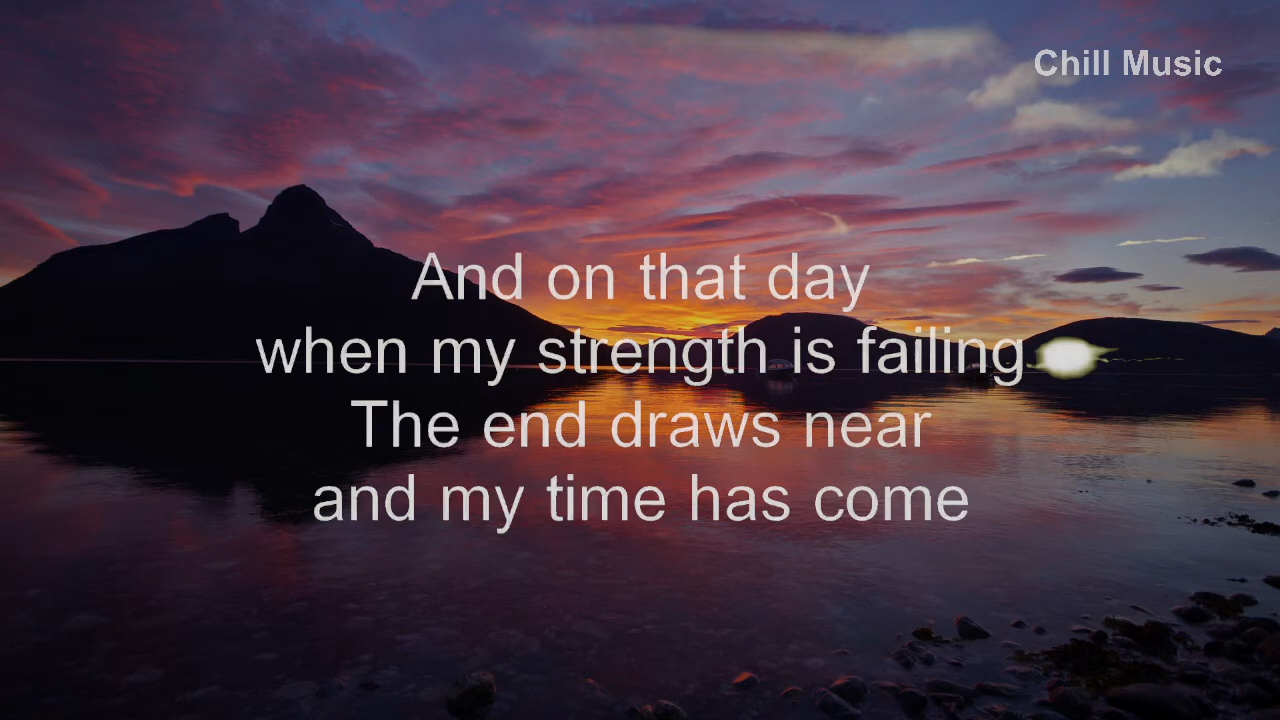 Chill Music
And on that day
when my strength is failing
The end draws near
and my time has come